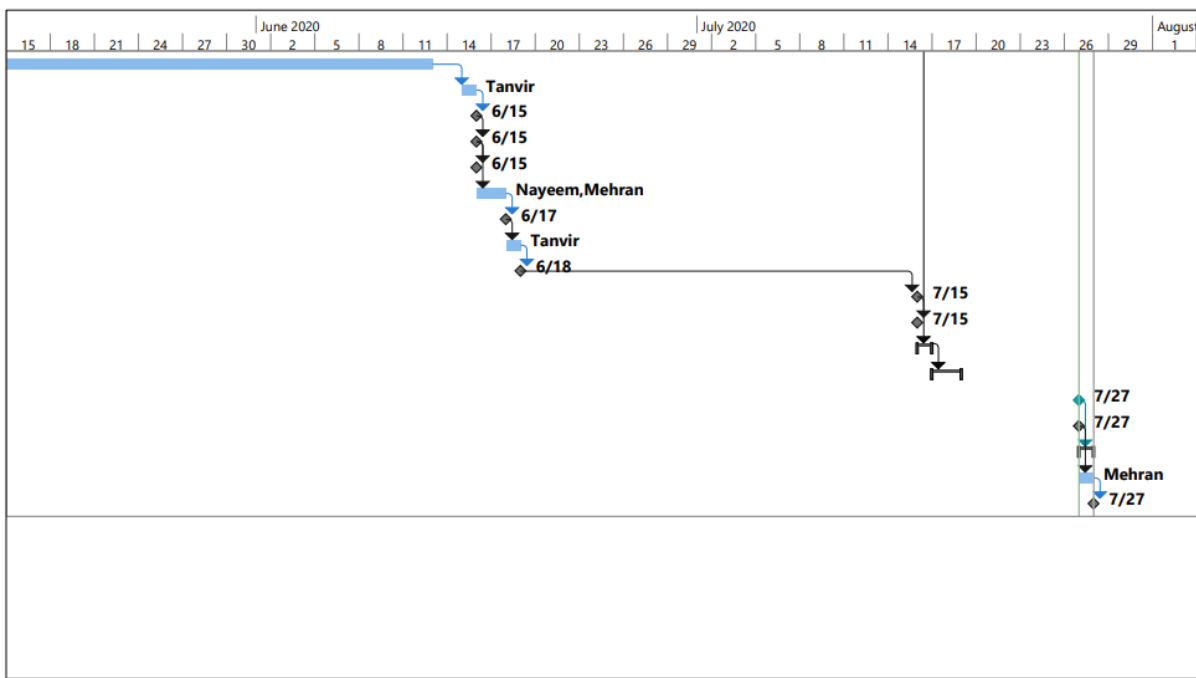 June 2020 July 2020 August
15 18 21 24 27 30 2 5 8 11 14 17 20 23 26 29 2 5 8 11 14 17 20 23 26 29 1
Tanvir
6/15
6/15
6/15
Nayeem,Mehran
6/17
Tanvir
6/18
7/15
7/15
7/27
7/27
Mehran
7/27